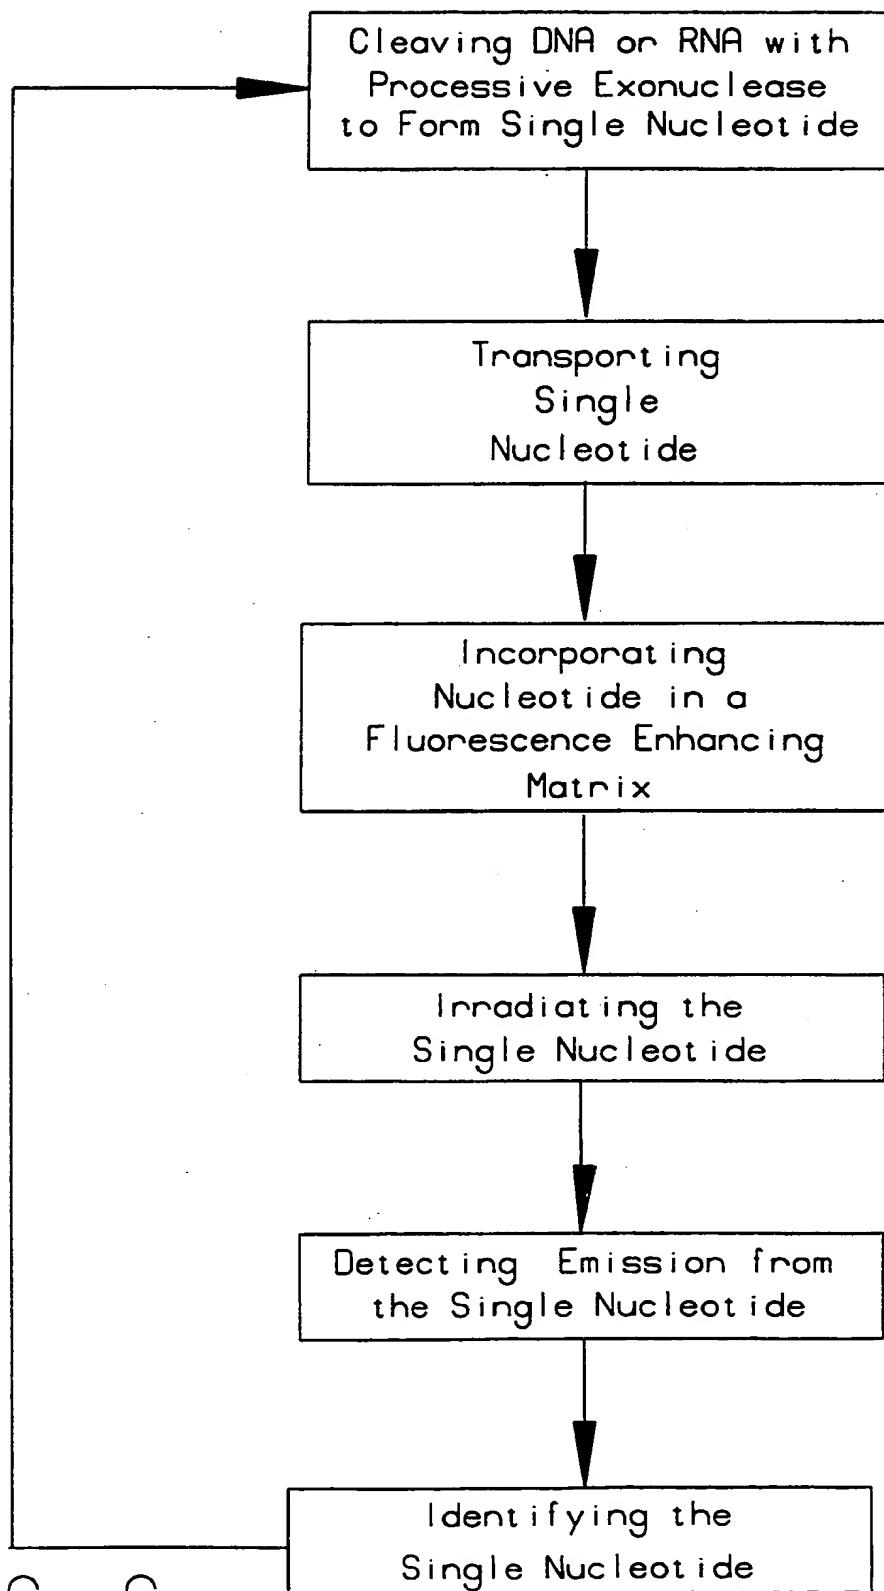 Cleaving DNA or RNA with
Processive Exonuclease
to Form Single Nucleotide
Transporting
Single
Nucleotide
Incorporating
Nucleotide in a
Fluorescence Enhancing
Matrix
Irradiating the
Single Nucleotide
Detecting Emission from
the Single Nucleotide
Identifying the
Single Nucleotide